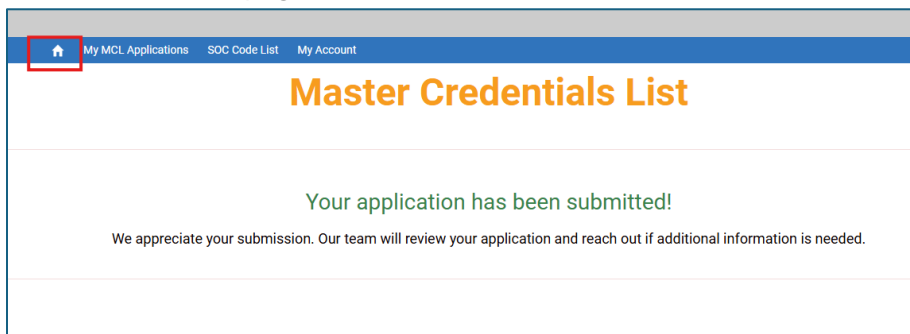 My MCL Applications SOC Code List My Account
Master Credentials List
Your application has been submitted!
We appreciate your submission. Our team will review your application and reach out if additional information is needed.